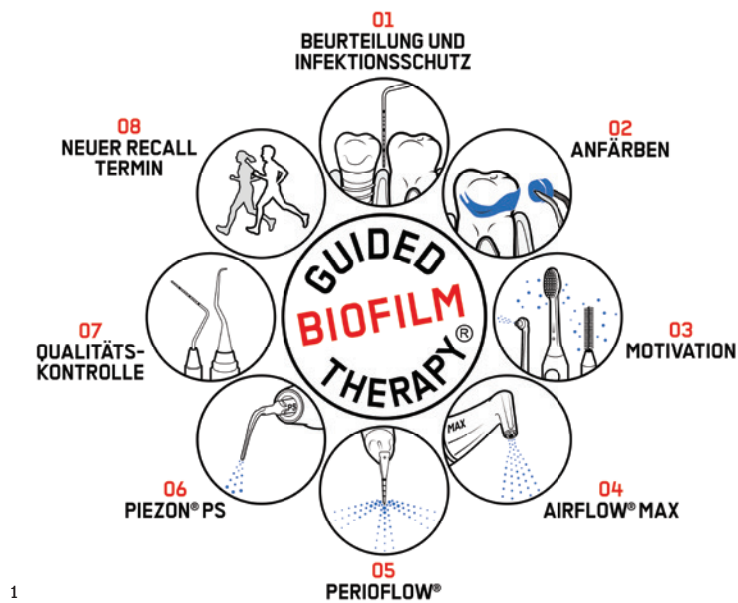 01
BEURTEILUNG UND
INFEKTIONSSCHUTZ
02
ANFÄRBEN
03
MOTIVATION
04
AIRFLOW® MAX
05
PERIOFLOW®
06
PIEZON® PS
07
QUALITÄTS-
KONTROLLE
08
NEUER RECALL
TERMIN
GUIDED
BIOFILM
THERAPY®
MAX
PS
1